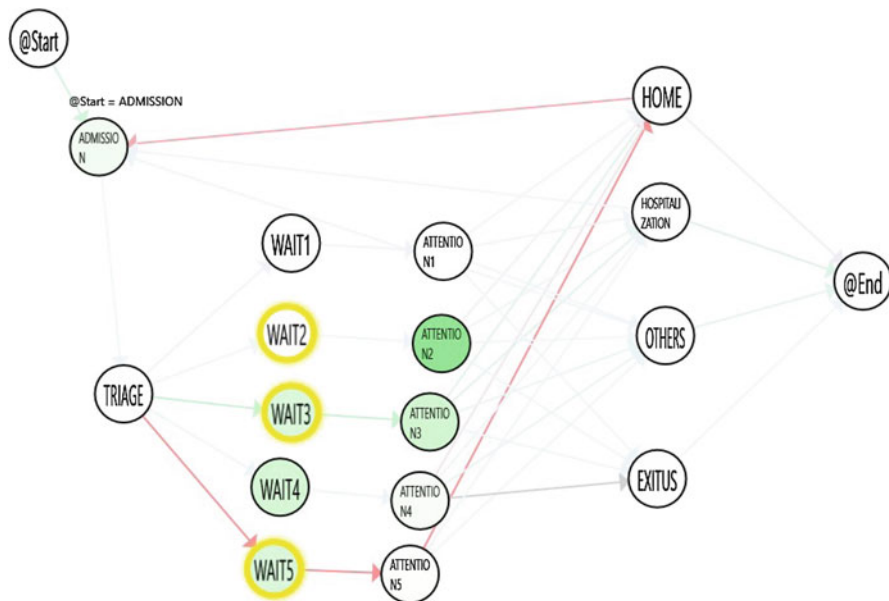 @Start
@Start = ADMISSION
ADMISSIO
N
HOME
HOSPITALI
ZATION
WAIT1
ATTENTIO
N1
@End
WAIT2
ATTENTIO
N2
OTHERS
TRIAGE
WAIT3
ATTENTIO
N3
WAIT4
ATTENTIO
N4
EXITUS
WAIT5
ATTENTIO
N5